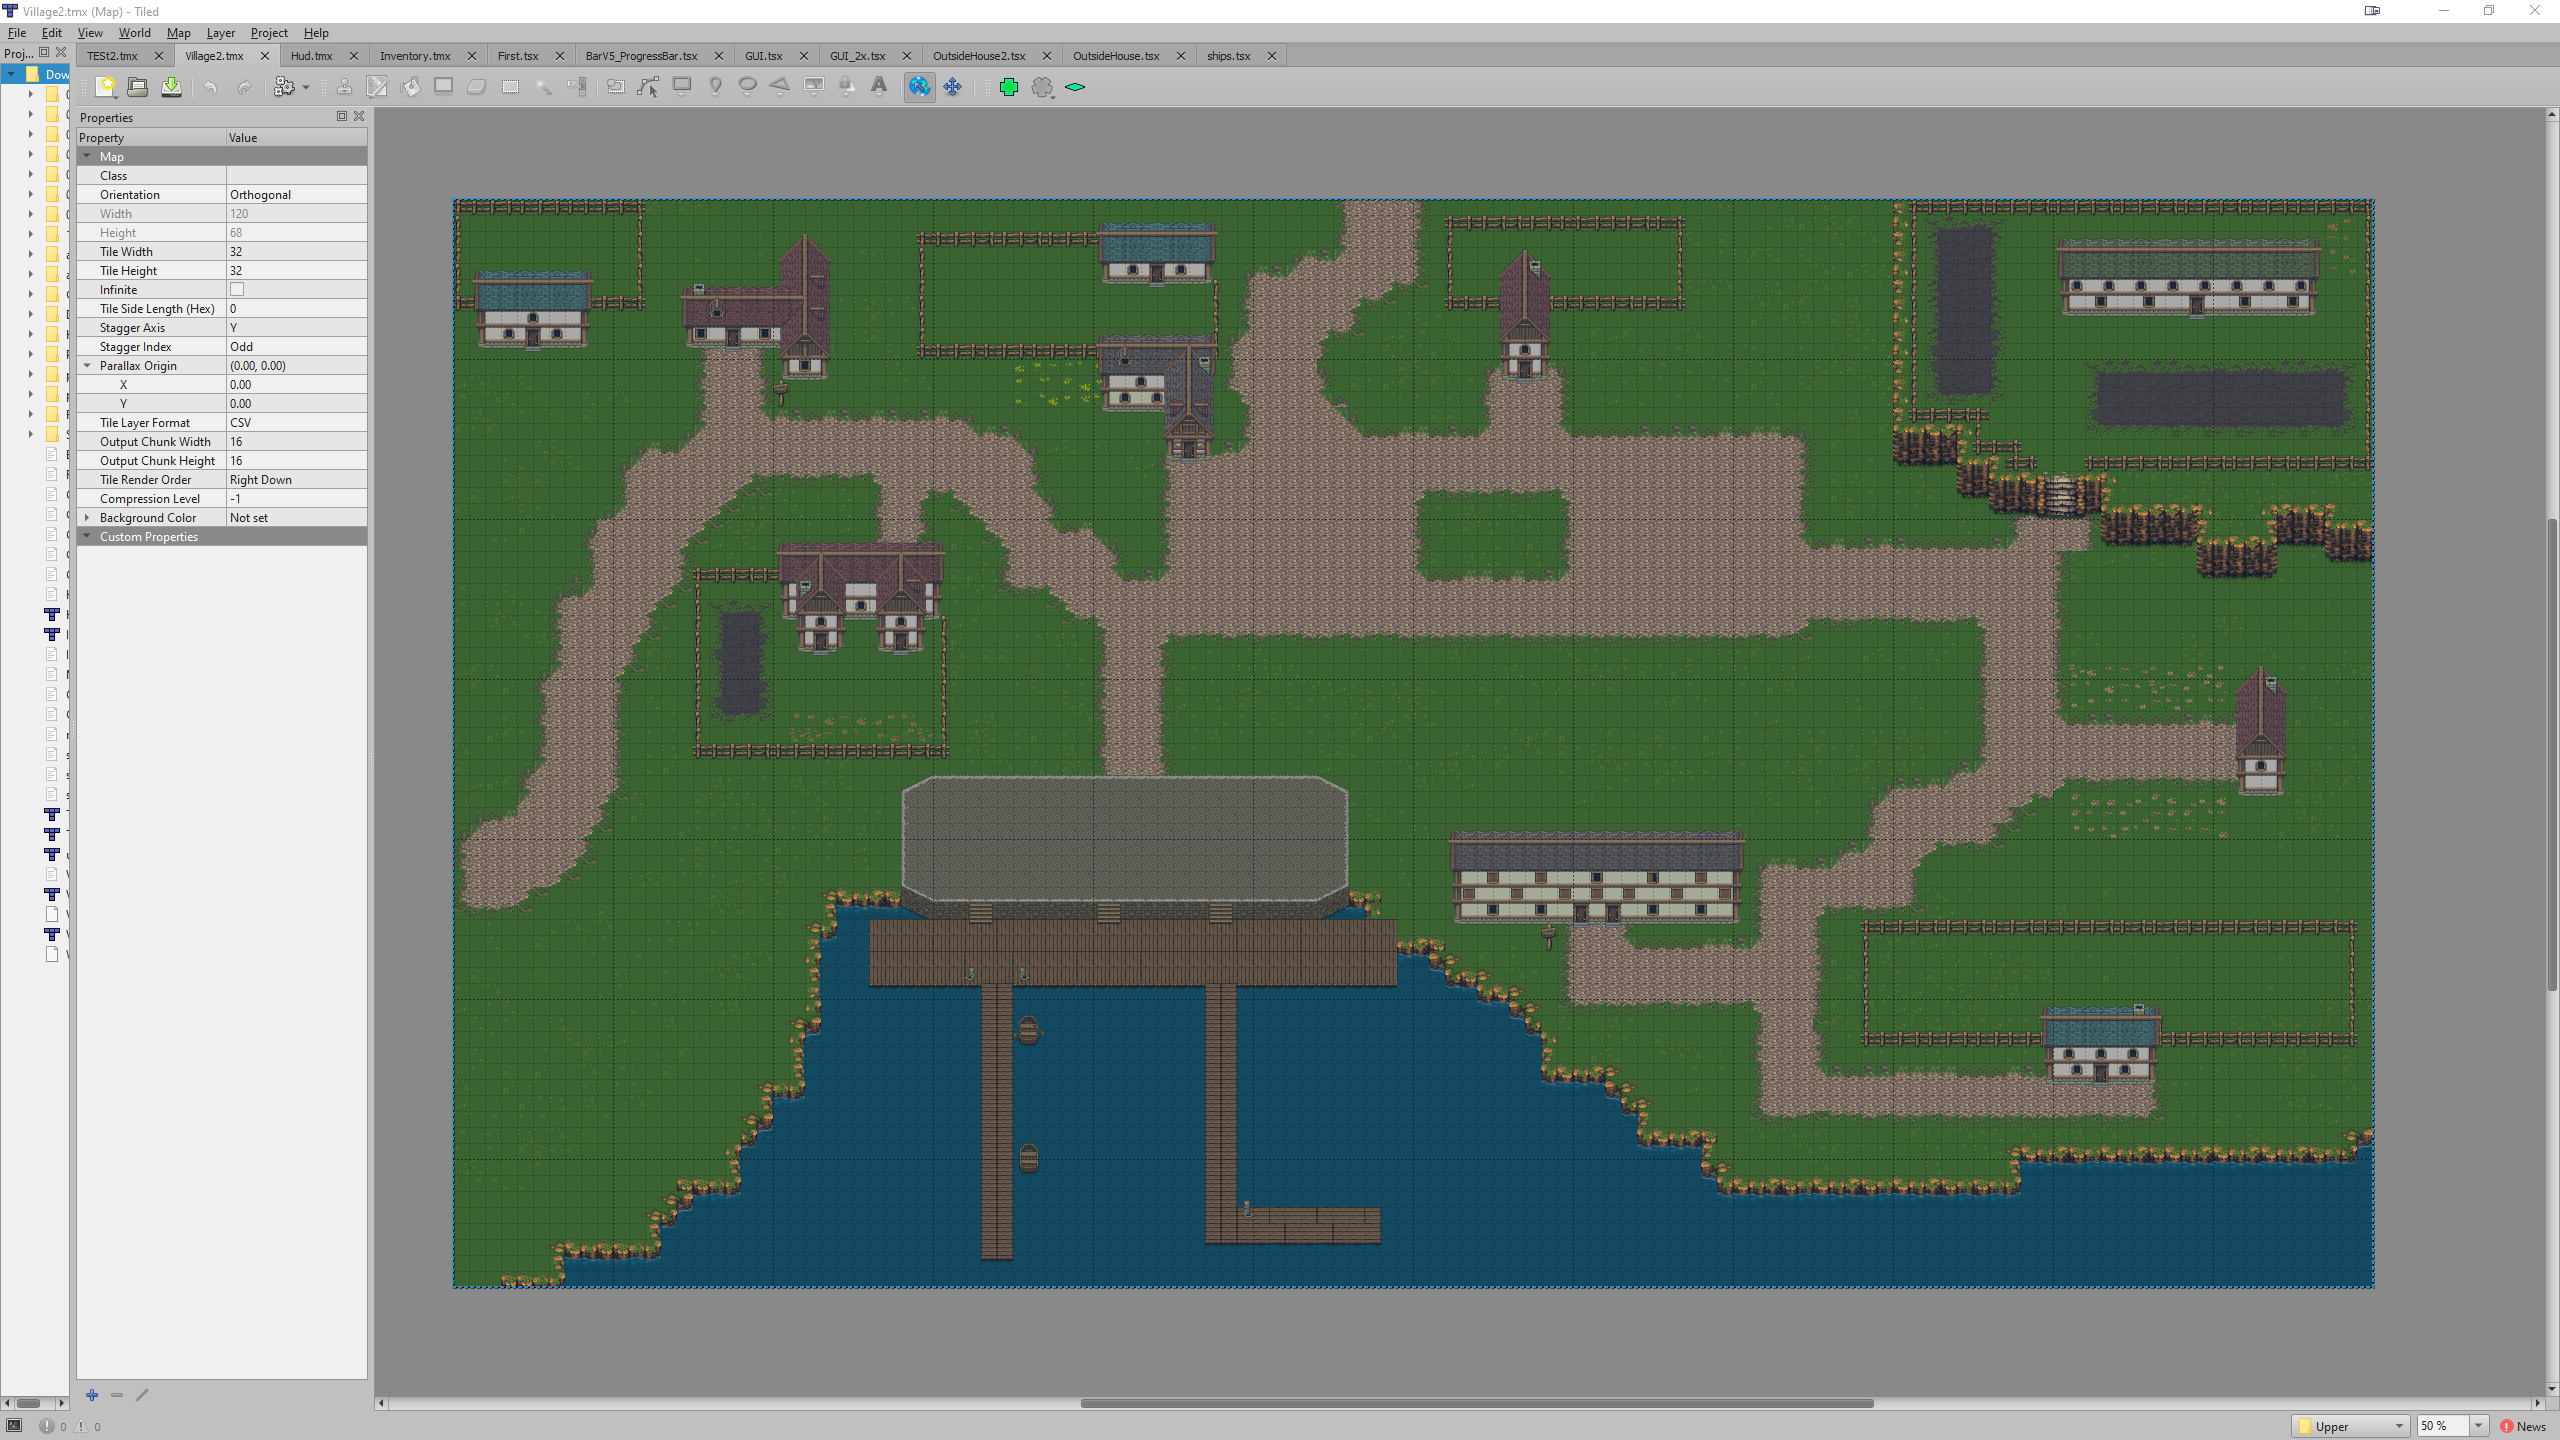 Village2.tmx (Map) - Tiled
File Edit View World Map Layer Project Help
Proj...
TESt2.tmx Village2.tmx Hud.tmx Inventory.tmx First.tsx BarV5_ProgressBar.tsx GUI.tsx GUI_2x.tsx OutsideHouse2.tsx OutsideHouse.tsx ships.tsx
Dow
Properties
Property Value
Map
Class
Orientation Orthogonal
Width 120
Height 68
Tile Width 32
Tile Height 32
Infinite
Tile Side Length (Hex) 0
Stagger Axis Y
Stagger Index Odd
Parallax Origin (0.00, 0.00)
X 0.00
Y 0.00
Tile Layer Format CSV
Output Chunk Width 16
Output Chunk Height 16
Tile Render Order Right Down
Compression Level -1
Background Color Not set
Custom Properties
0 0
Upper 50 % News